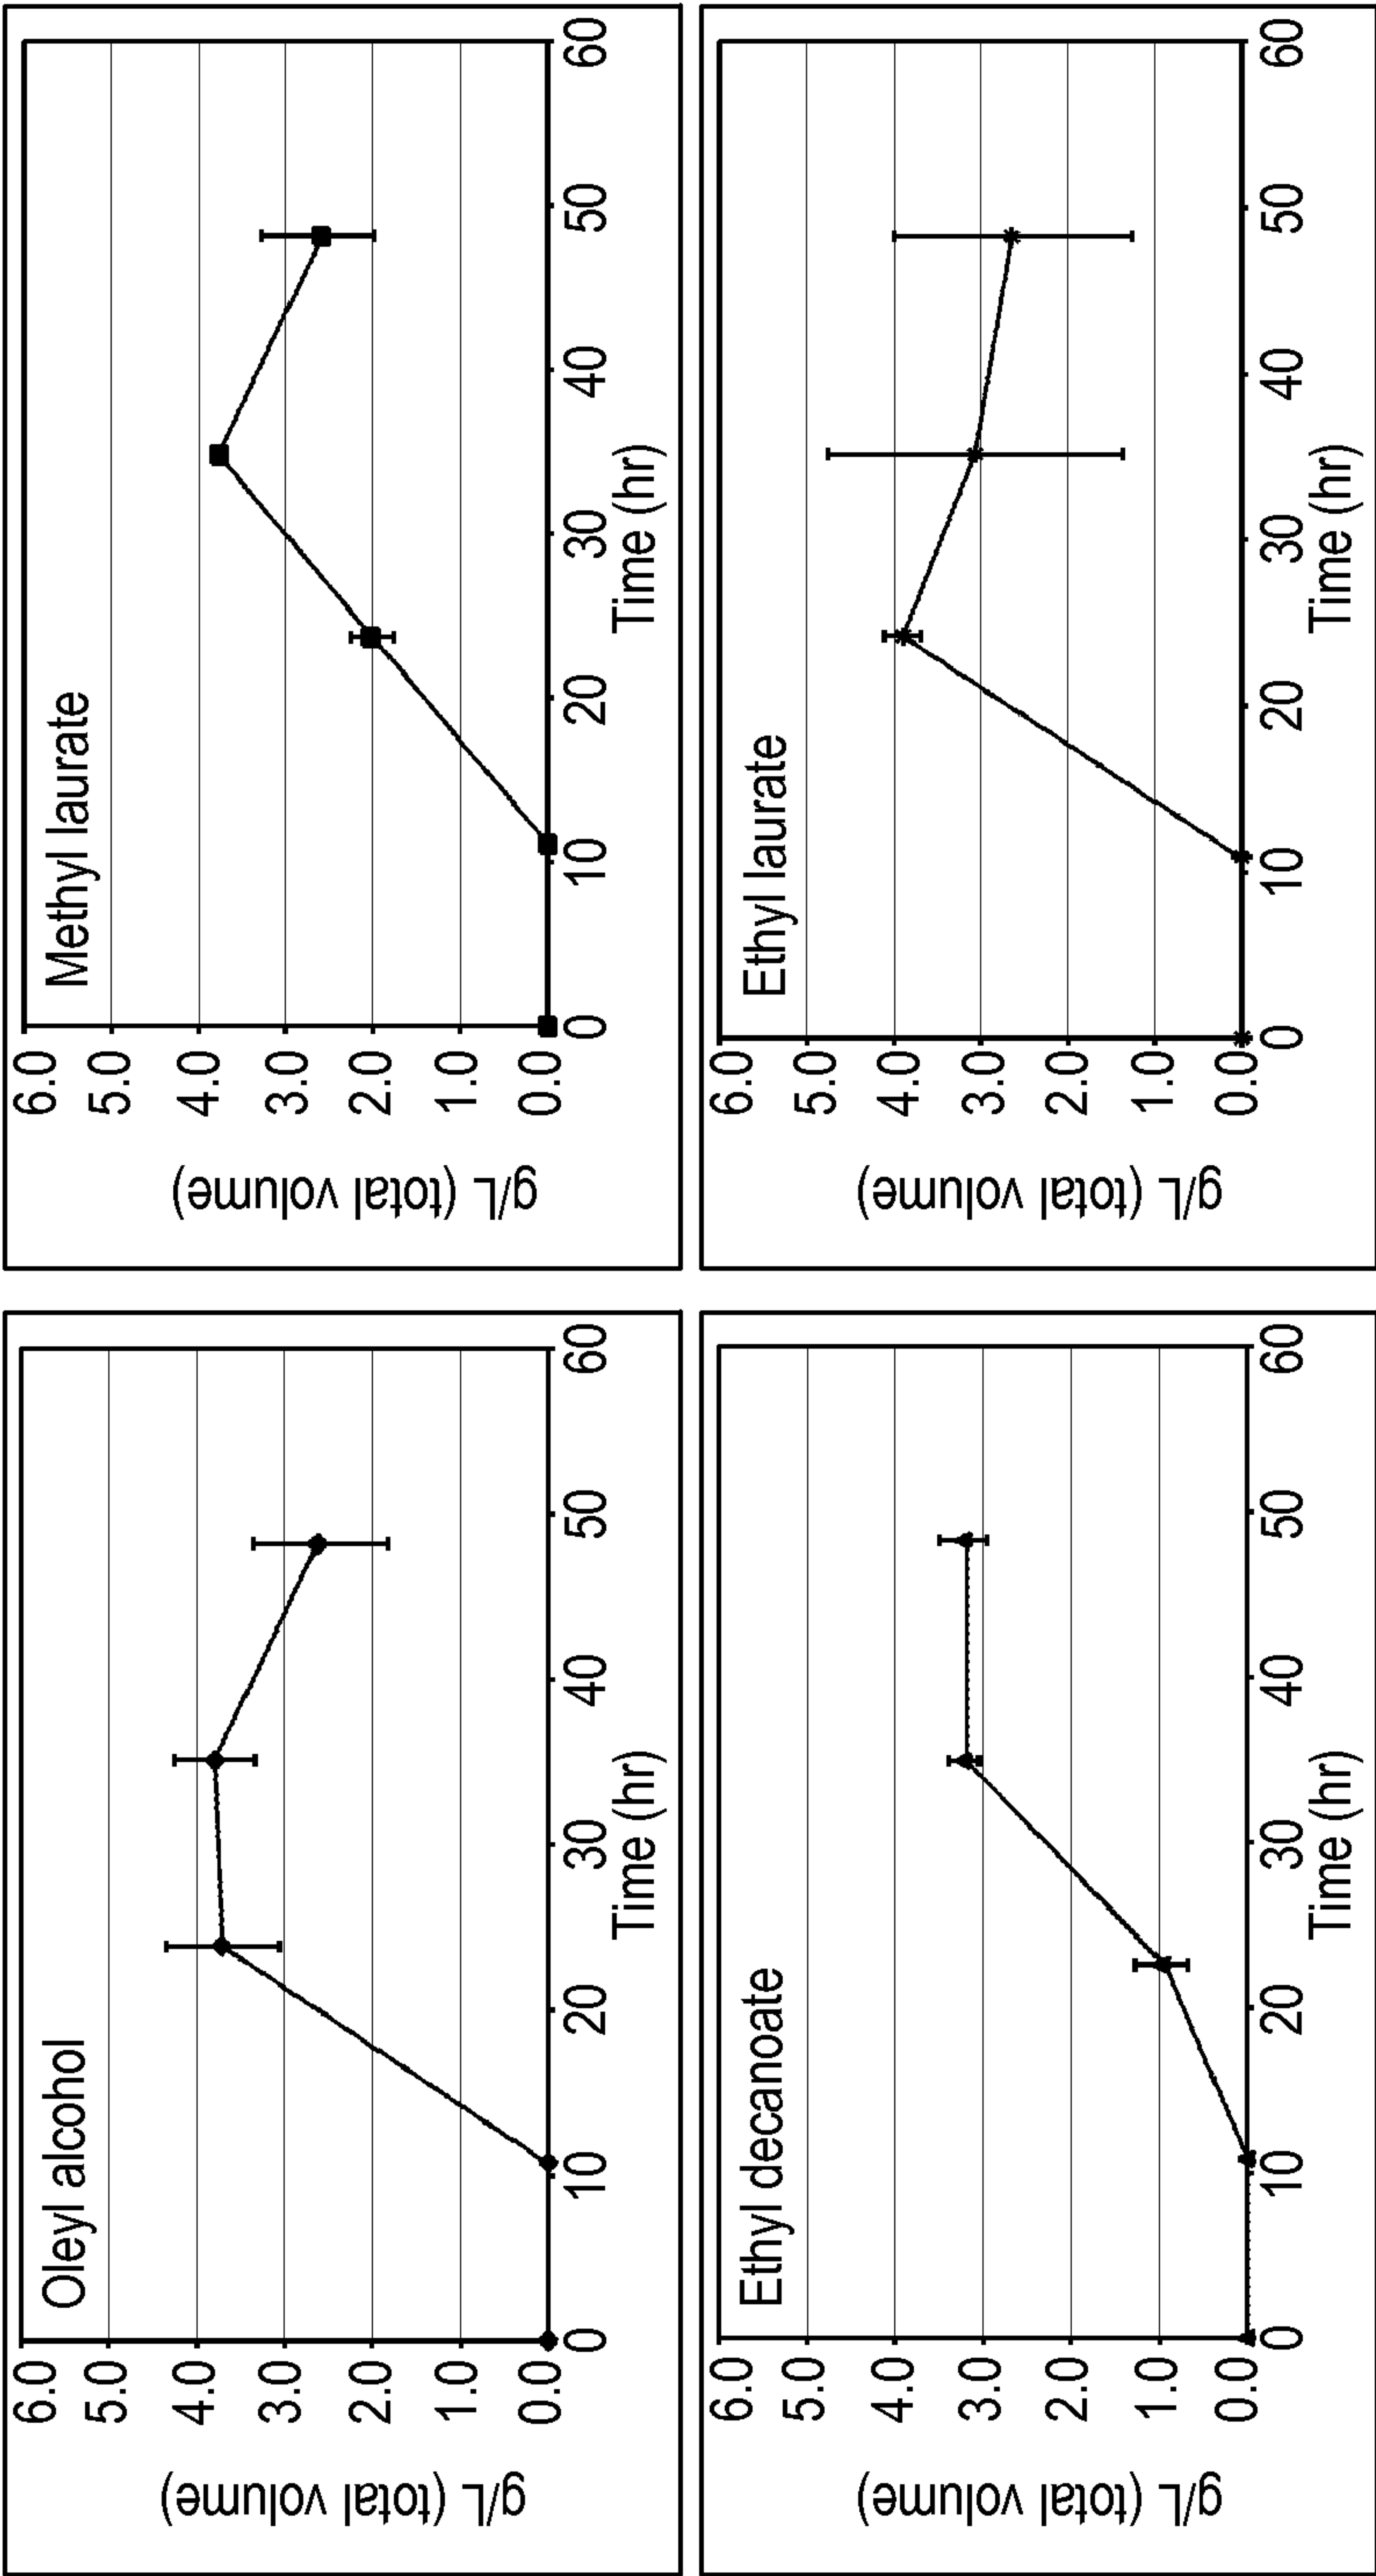 Oleyl alcohol
g/L (total volume)
6.0
5.0
4.0
3.0
2.0
1.0
0.0
0 10 20 30 40 50 60
Time (hr)
Methyl laurate
g/L (total volume)
6.0
5.0
4.0
3.0
2.0
1.0
0.0
0 10 20 30 40 50 60
Time (hr)
Ethyl decanoate
g/L (total volume)
6.0
5.0
4.0
3.0
2.0
1.0
0.0
0 10 20 30 40 50 60
Time (hr)
Ethyl laurate
g/L (total volume)
6.0
5.0
4.0
3.0
2.0
1.0
0.0
0 10 20 30 40 50 60
Time (hr)